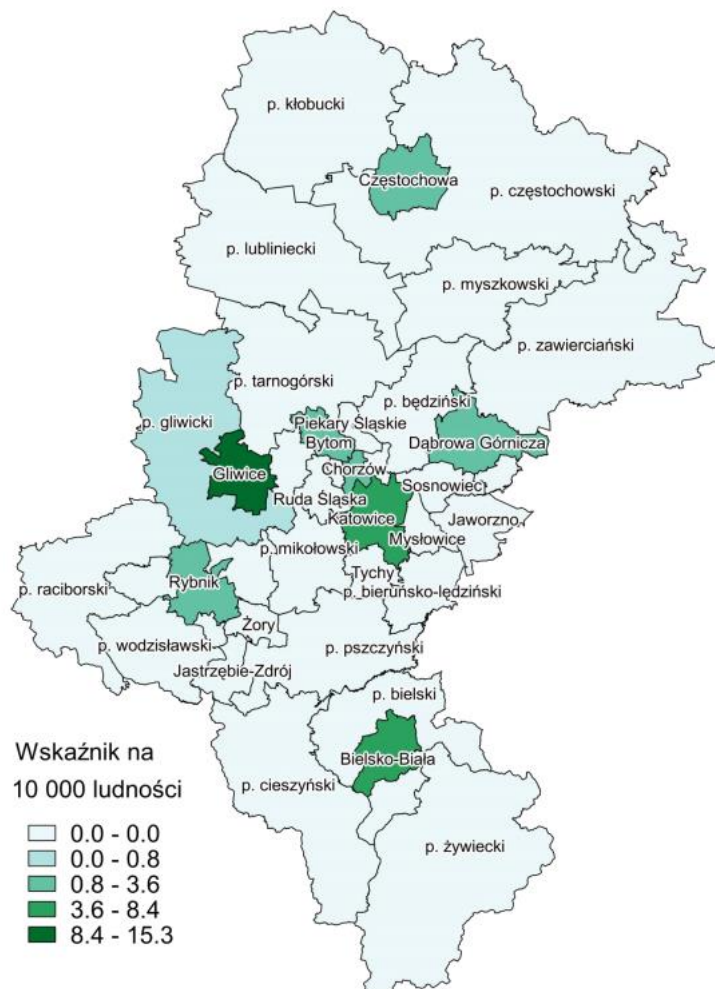 p. kłobucki
Częstochowa
p. częstochowski
p. lubliniecki
p. myszkowski
p. zawierciański
p. tarnogórski
p. będziński
p. gliwicki
Piekary Śląskie
Bytom
Dąbrowa Górnicza
Gliwice
Chorzów
Sosnowiec
Ruda Śląska
Katowice
Jaworzno
Mysłowice
p. mikołowski
Tychy
p. raciborski
Rybnik
p. bieruńsko-lędziński
Żory
p. wodzisławski
p. pszczyński
Jastrzębie-Zdrój
p. bielski
Bielsko-Biała
p. cieszyński
p. żywiecki
Wskaźnik na
10 000 ludności
0.0 - 0.0
0.0 - 0.8
0.8 - 3.6
3.6 - 8.4
8.4 - 15.3